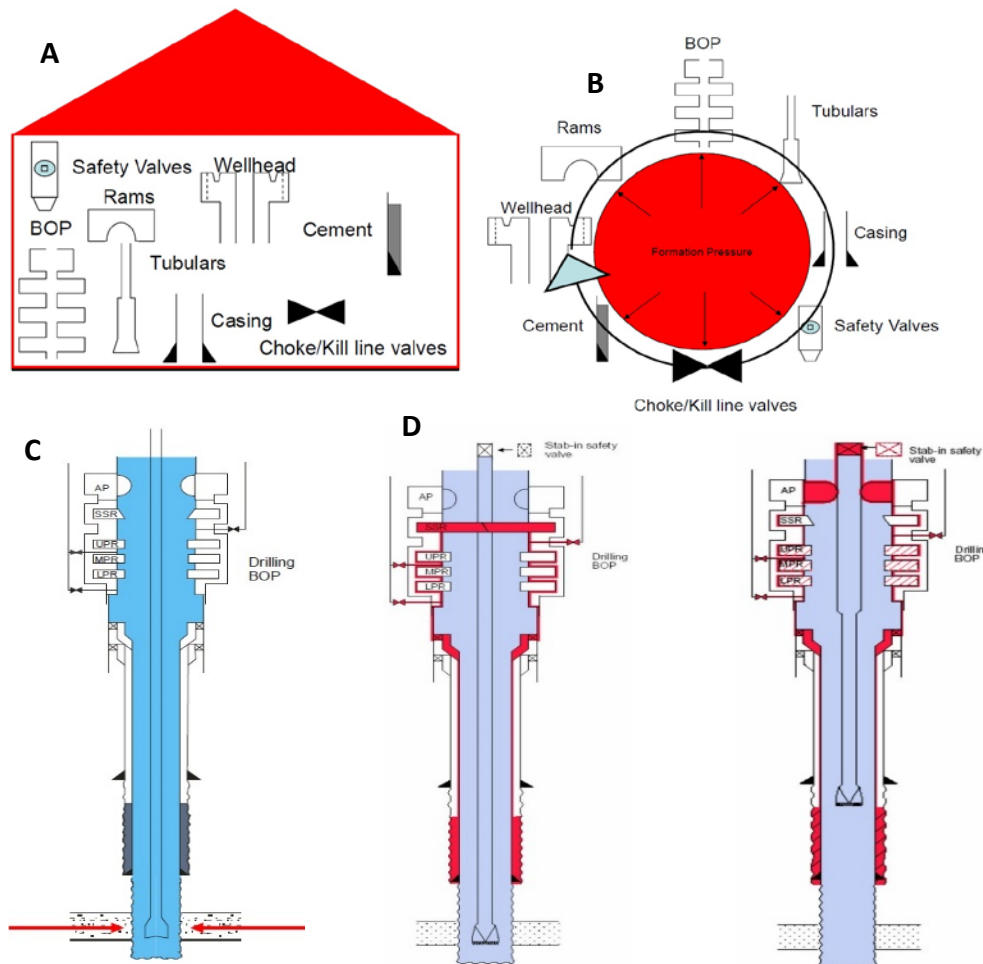 A
Safety Valves
Wellhead
Rams
BOP
Cement
Tubulars
Casing
Choke/Kill line valves
B
BOP
Tubulars
Rams
Wellhead
Formation Pressure
Casing
Cement
Safety Valves
Choke/Kill line valves
C
AP
SSR
UPR
MPR
LPR
Drilling
BOP
D
Stab-in safety
valve
AP
SSR
UPR
MPR
LPR
Drilling
BOP
Stab-in safety
valve
AP
SSR
UPR
MPR
LPR
Drilling
BOP